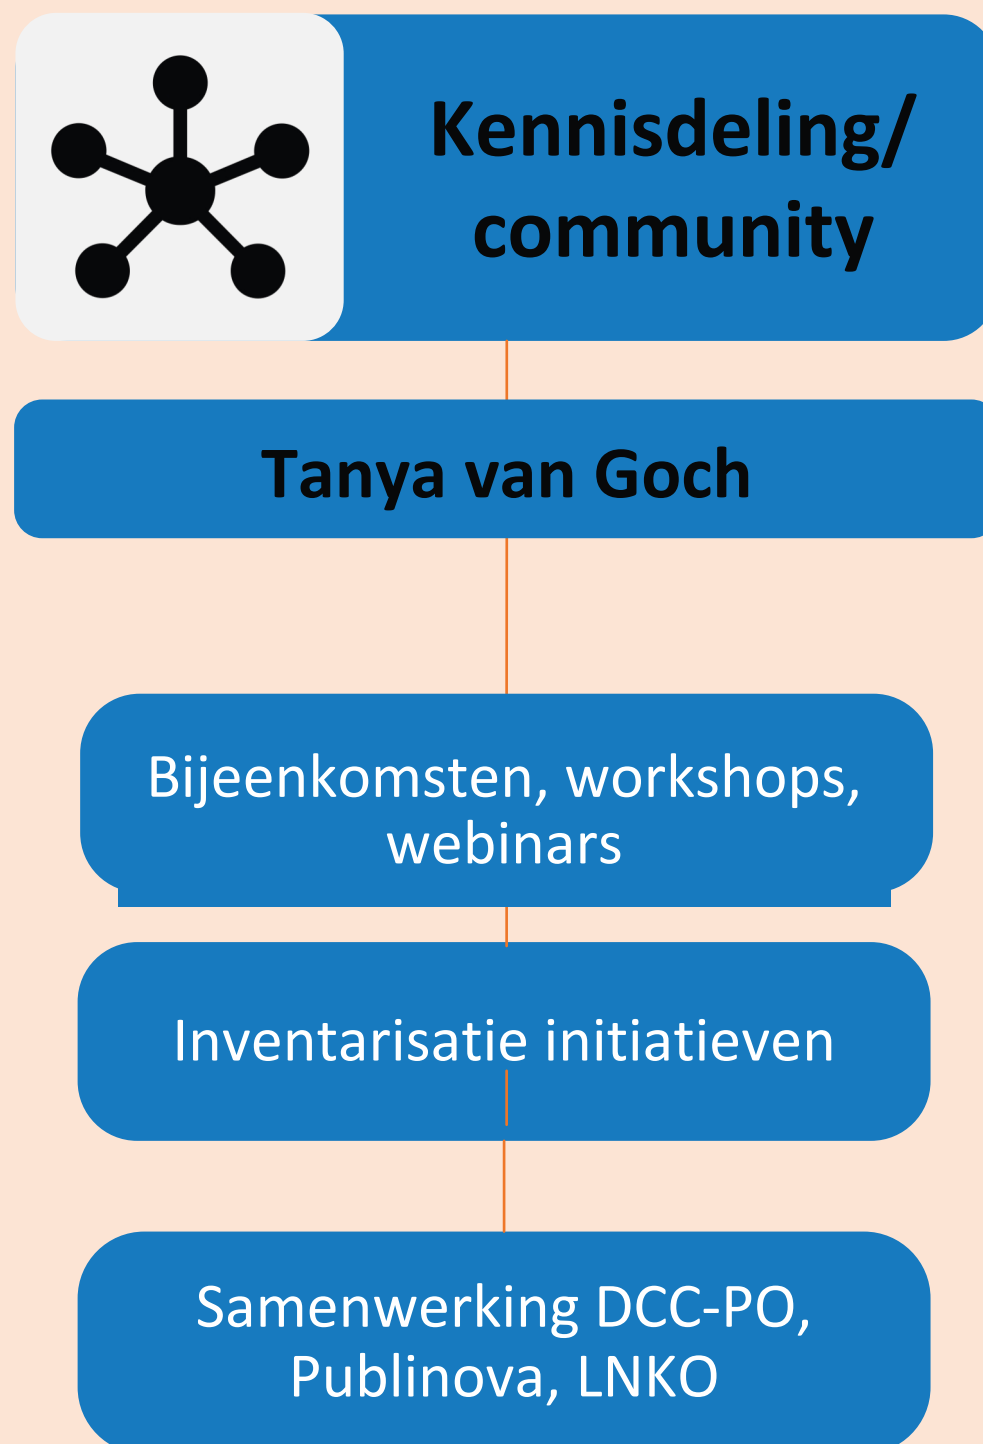 Kennisdeling/
community
Tanya van Goch
Bijeenkomsten, workshops,
webinars
Inventarisatie initiatieven
Samenwerking DCC-PO,
Publinova, LNKO